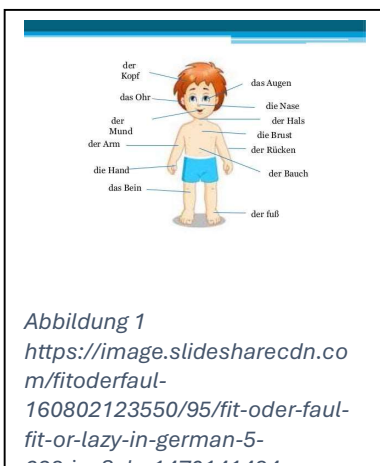 der
Kopf
das Augen
das Ohr
die Nase
der
Mund
der Hals
die Brust
der Arm
der Rücken
die Hand
der Bauch
das Bein
der fuß
Abbildung 1
https://image.slidesharecdn.co
m/fitoderfaul-
160802123550/95/fit-oder-faul-
fit-or-lazy-in-german-5-